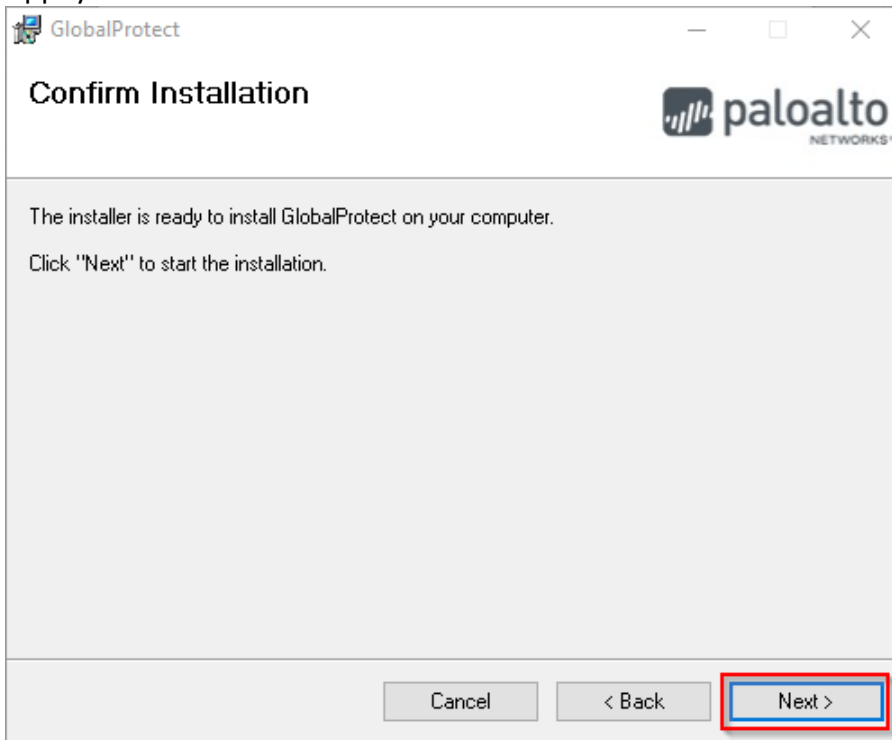 GlobalProtect
Confirm Installation
paloalto
NETWORKS
The installer is ready to install GlobalProtect on your computer.
Click "Next" to start the installation.
Cancel
< Back
Next >